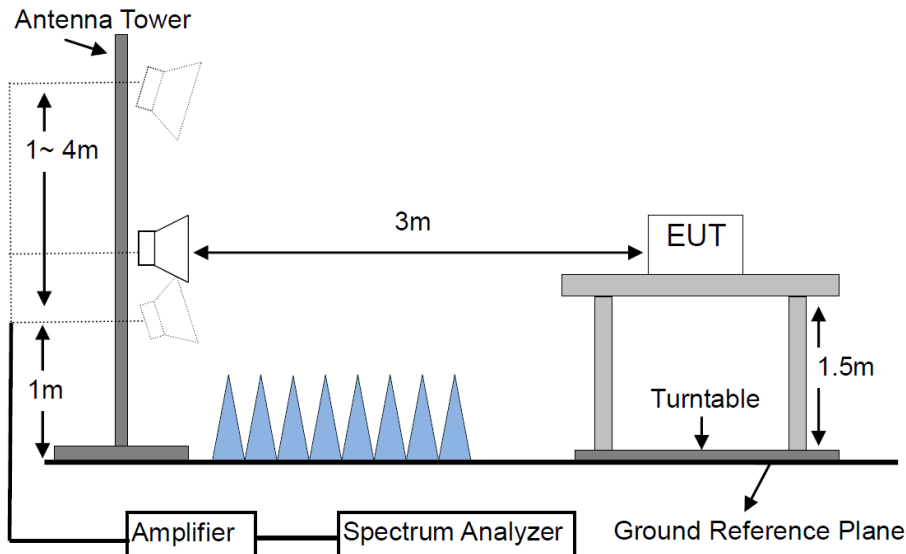 Antenna Tower
1~ 4m
3m
EUT
1m
1.5m
Turntable
Amplifier
Spectrum Analyzer
Ground Reference Plane